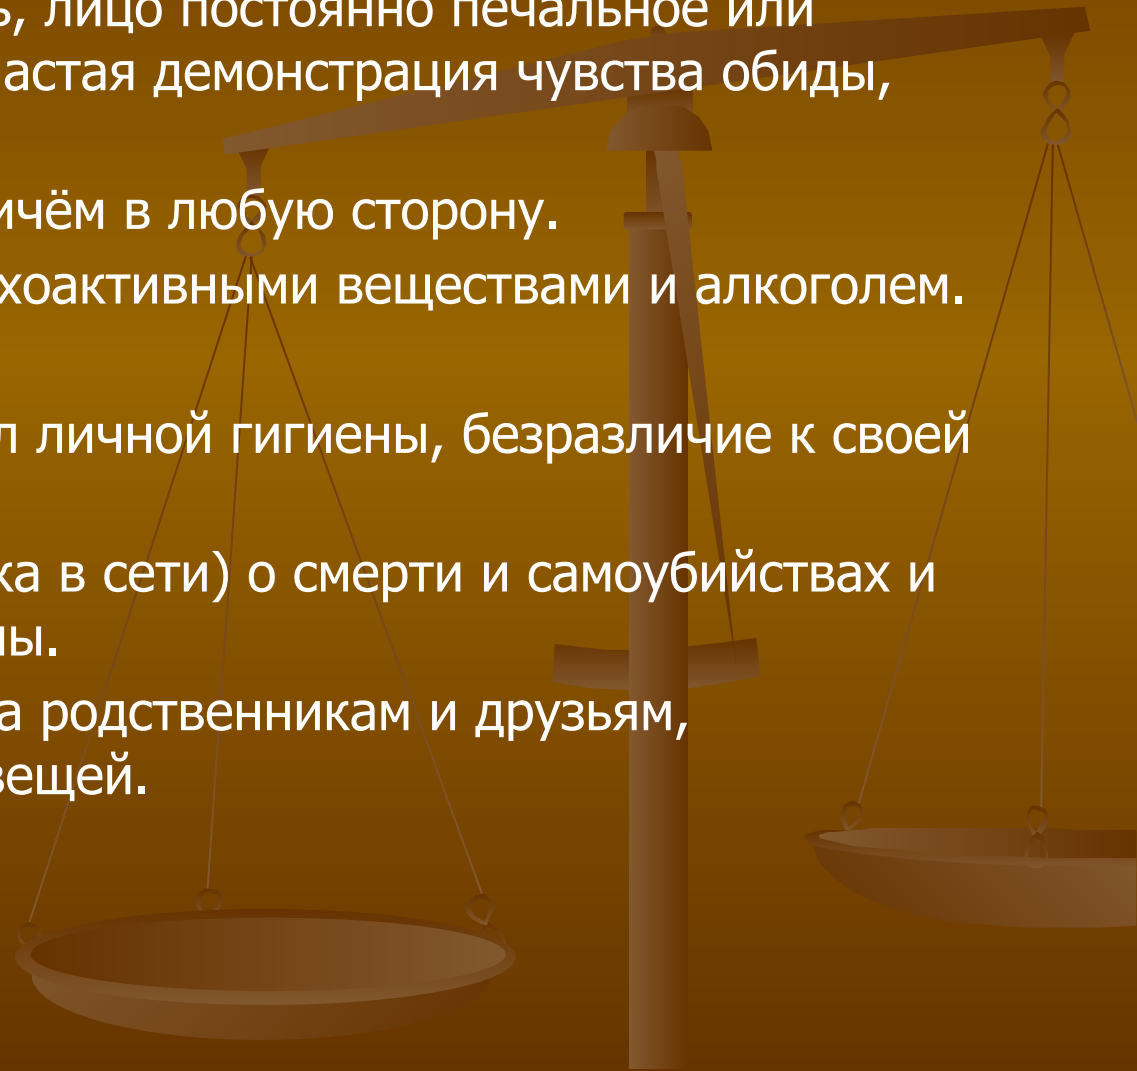 ь, лицо постоянно печальное или
астая демонстрация чувства обиды,
ичём в любую сторону.
хоактивными веществами и алкоголем.
л личной гигиены, безразличие к своей
ка в сети) о смерти и самоубийствах и
ны.
а родственникам и друзьям,
вещей.